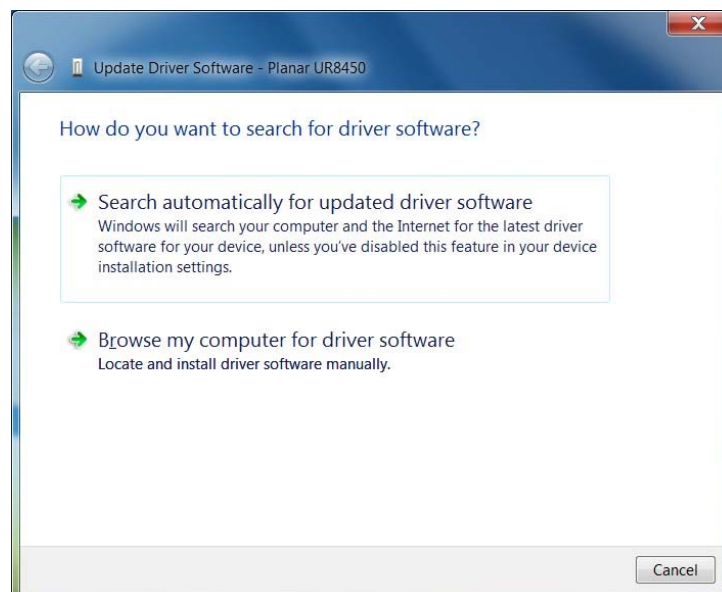 Update Driver Software - Planar UR8450
How do you want to search for driver software?
Search automatically for updated driver software
Windows will search your computer and the Internet for the latest driver
software for your device, unless you've disabled this feature in your device
installation settings.
Browse my computer for driver software
Locate and install driver software manually.
Cancel